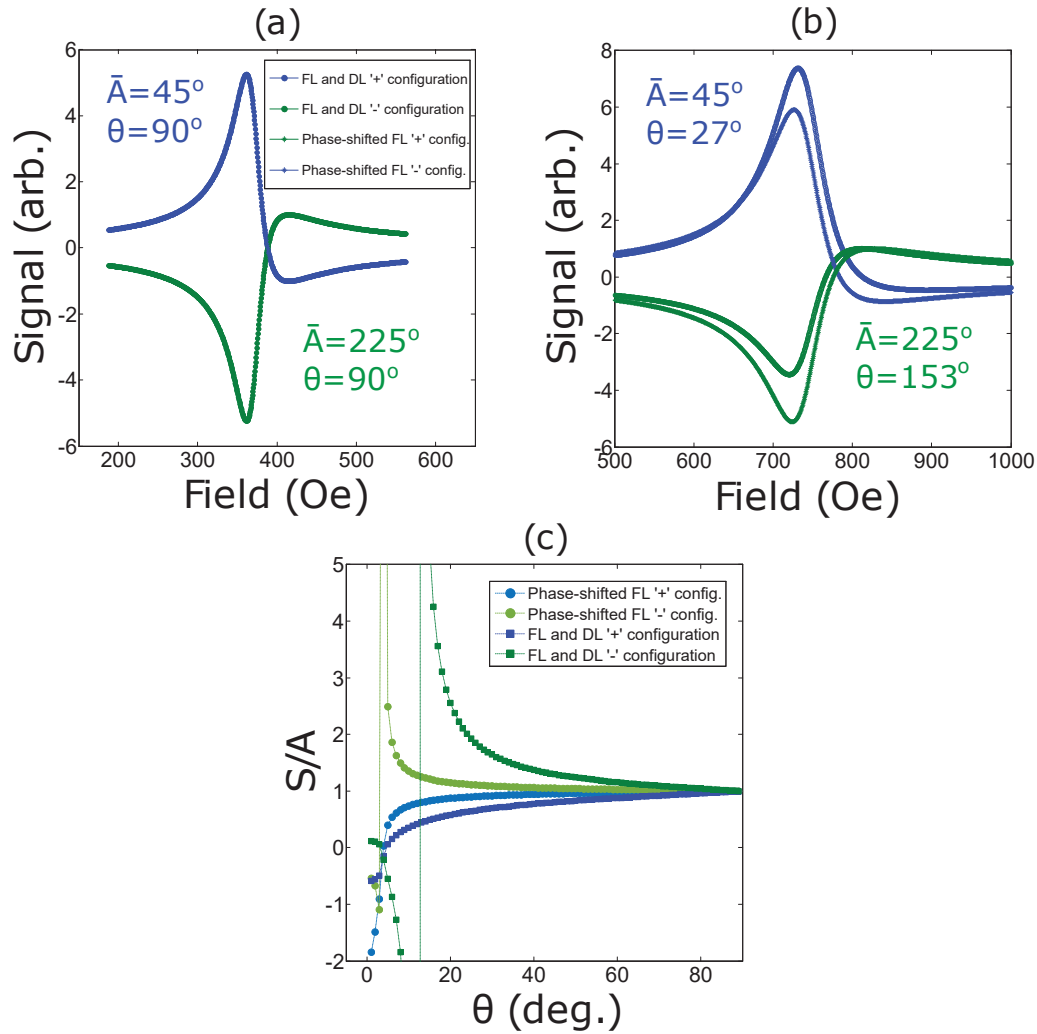 (a)
6
4
2
0
-2
-4
-6
200
300
400
500
600
Signal (arb.)
Field (Oe)
Ā=45°
θ=90°
FL and DL '+' configuration
FL and DL '-' configuration
Phase-shifted FL '+' config.
Phase-shifted FL '-' config.
Ā=225°
θ=90°
(b)
8
6
4
2
0
-2
-4
-6
500
600
700
800
900
1000
Signal (arb.)
Field (Oe)
Ā=45°
θ=27°
Ā=225°
θ=153°
(c)
5
4
3
2
1
0
-1
-2
0
20
40
60
80
S/A
θ (deg.)
Phase-shifted FL '+' config.
Phase-shifted FL '-' config.
FL and DL '+' configuration
FL and DL '-' configuration